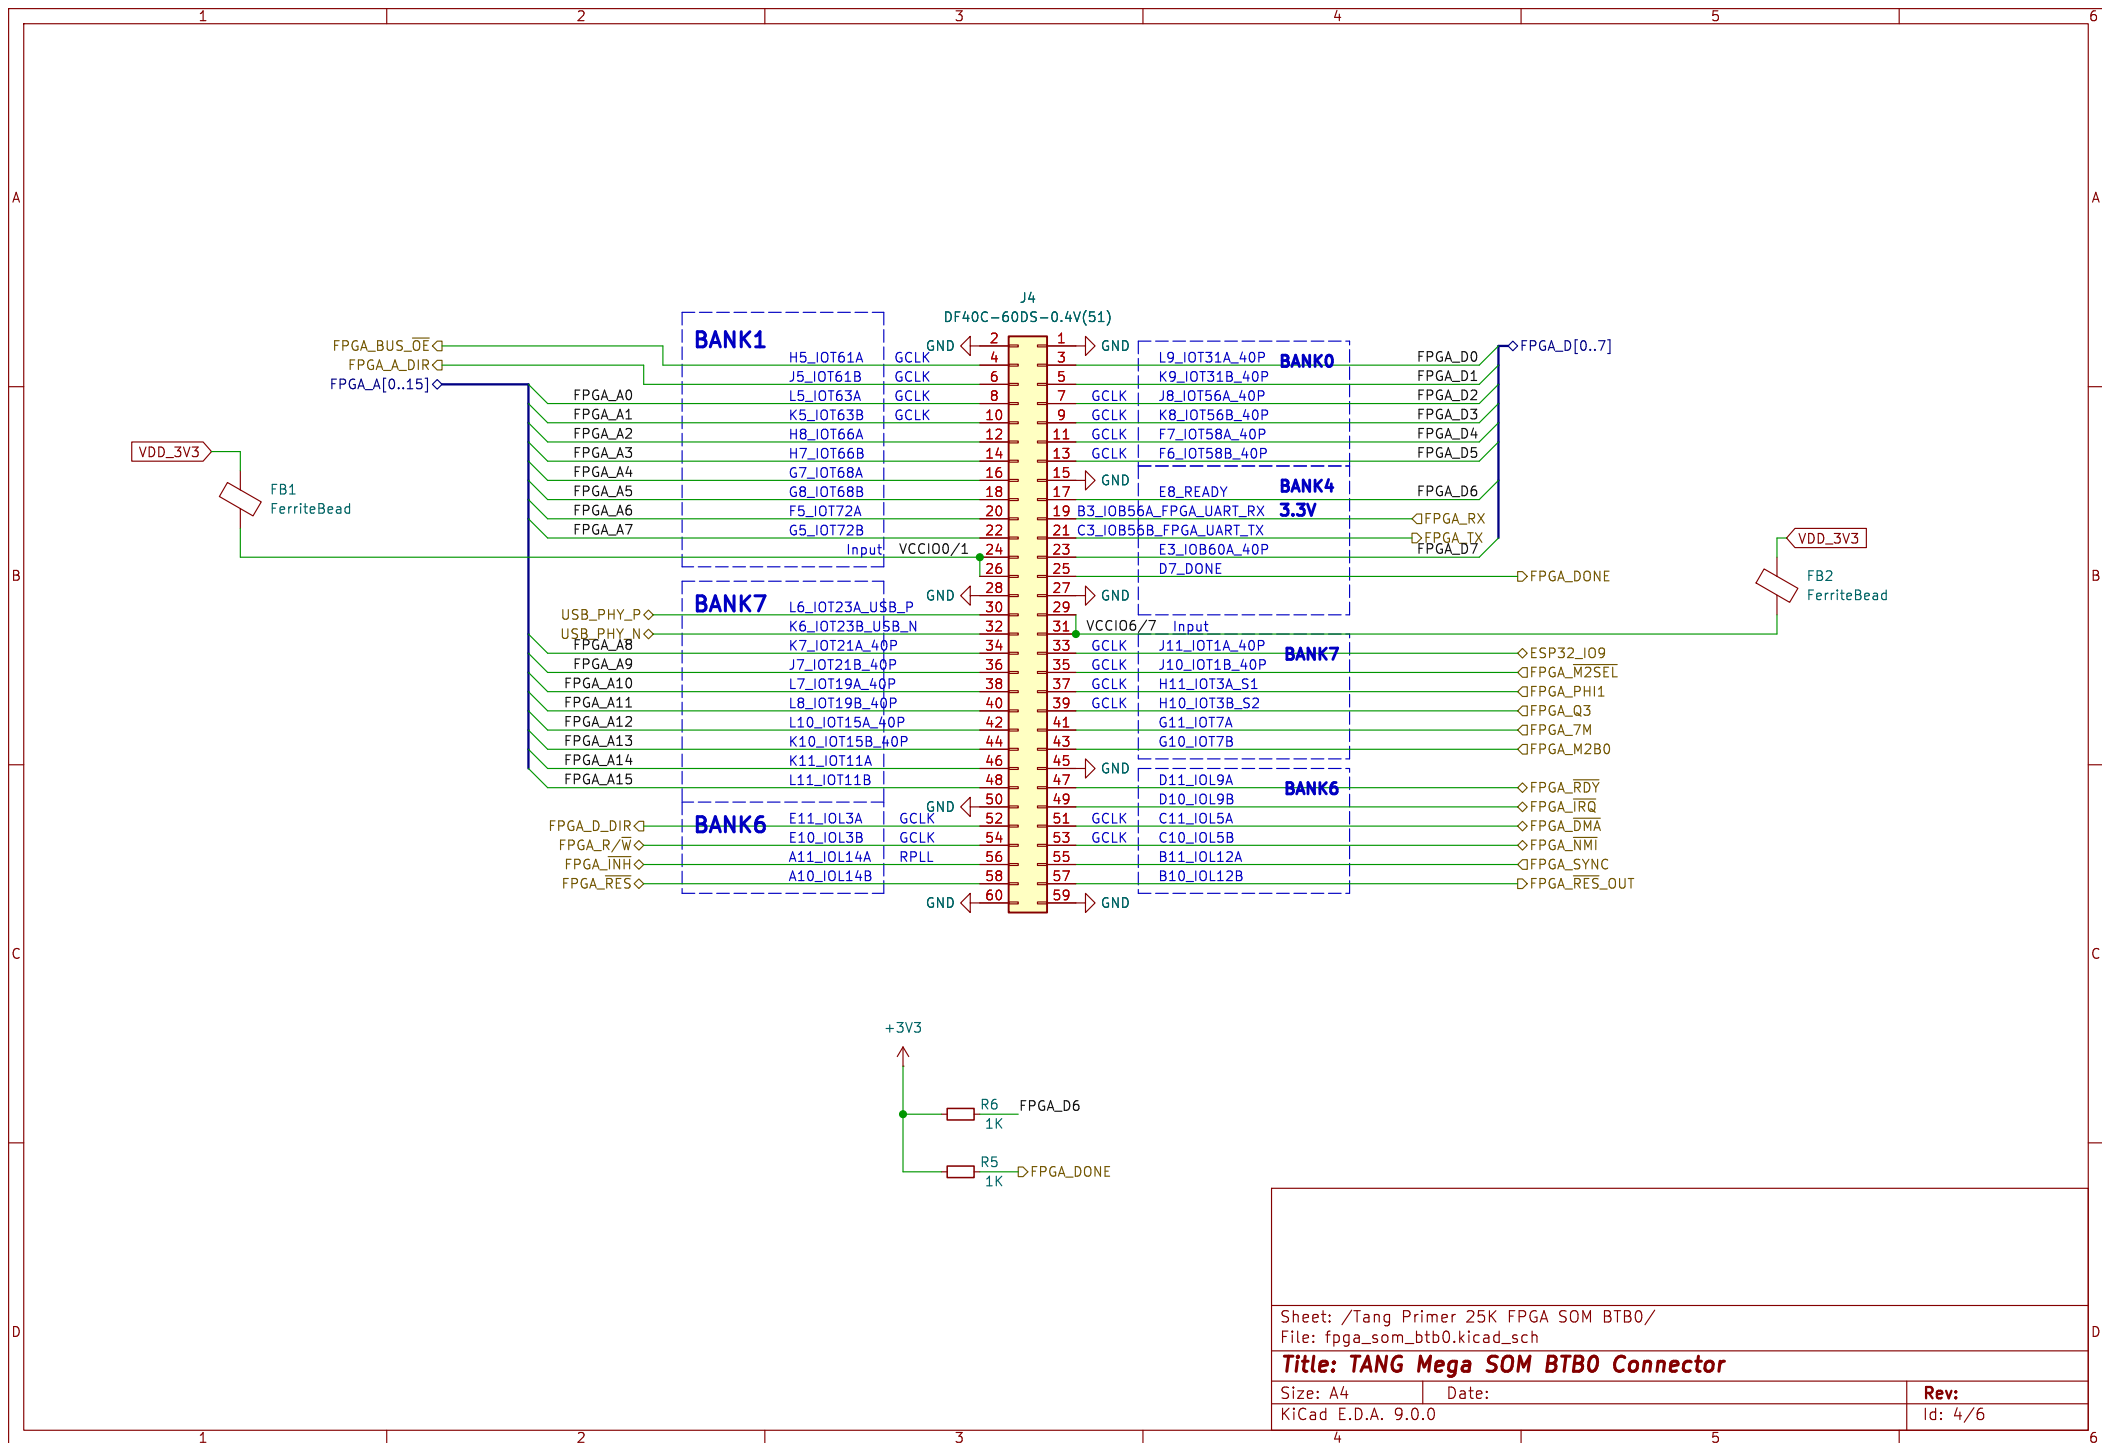 1 2 3 4 5 6
A A
B B
C C
D D
J4
DF40C-60DS-0.4V(51)
BANK1
FPGA_BUS_OE
FPGA_A_DIR
FPGA_A[0..15]
FPGA_A0
FPGA_A1
FPGA_A2
FPGA_A3
FPGA_A4
FPGA_A5
FPGA_A6
FPGA_A7
H5_IOT61A GCLK
J5_IOT61B GCLK
L5_IOT63A GCLK
K5_IOT63B GCLK
H8_IOT66A
H7_IOT66B
G7_IOT68A
G8_IOT68B
F5_IOT72A
G5_IOT72B
Input VCCIO0/1
VDD_3V3
FB1
FerriteBead
BANK7
USB_PHY_P
USB_PHY_N
FPGA_A8
FPGA_A9
FPGA_A10
FPGA_A11
FPGA_A12
FPGA_A13
FPGA_A14
FPGA_A15
L6_IOT23A_USB_P
K6_IOT23B_USB_N
K7_IOT21A_40P
J7_IOT21B_40P
L7_IOT19A_40P
L8_IOT19B_40P
L10_IOT15A_40P
K10_IOT15B_40P
K11_IOT11A
L11_IOT11B
BANK6
FPGA_D_DIR
FPGA_R/W
FPGA_INH
FPGA_RES
E11_IOL3A GCLK
E10_IOL3B GCLK
A11_IOL14A RPLL
A10_IOL14B
GND
GND
GND
GND
2 1
4 3
6 5
8 7
10 9
12 11
14 13
16 15
18 17
20 19
22 21
24 23
26 25
28 27
30 29
32 31
34 33
36 35
38 37
40 39
42 41
44 43
46 45
48 47
50 49
52 51
54 53
56 55
58 57
60 59
GND
GND
GND
GND
GND
BANK0
L9_IOT31A_40P FPGA_D0
K9_IOT31B_40P FPGA_D1
GCLK J8_IOT56A_40P FPGA_D2
GCLK K8_IOT56B_40P FPGA_D3
GCLK F7_IOT58A_40P FPGA_D4
GCLK F6_IOT58B_40P FPGA_D5
FPGA_D[0..7]
BANK4
3.3V
E8_READY FPGA_D6
B3_IOB56A_FPGA_UART_RX FPGA_RX
C3_IOB56B_FPGA_UART_TX FPGA_TX
E3_IOB60A_40P FPGA_D7
D7_DONE FPGA_DONE
VDD_3V3
FB2
FerriteBead
VCCIO6/7 Input
BANK7
GCLK J11_IOT1A_40P ESP32_IO9
GCLK J10_IOT1B_40P FPGA_M2SEL
GCLK H11_IOT3A_S1 FPGA_PHI1
GCLK H10_IOT3B_S2 FPGA_Q3
G11_IOT7A FPGA_7M
G10_IOT7B FPGA_M2B0
BANK6
D11_IOL9A FPGA_RDY
D10_IOL9B FPGA_IRQ
GCLK C11_IOL5A FPGA_DMA
GCLK C10_IOL5B FPGA_NMI
B11_IOL12A FPGA_SYNC
B10_IOL12B FPGA_RES_OUT
+3V3
R6
1K
FPGA_D6
R5
1K
FPGA_DONE
Sheet: /Tang Primer 25K FPGA SOM BTB0/
File: fpga_som_btb0.kicad_sch
Title: TANG Mega SOM BTB0 Connector
Size: A4 Date: Rev:
KiCad E.D.A. 9.0.0 Id: 4/6
1 2 3 4 5 6